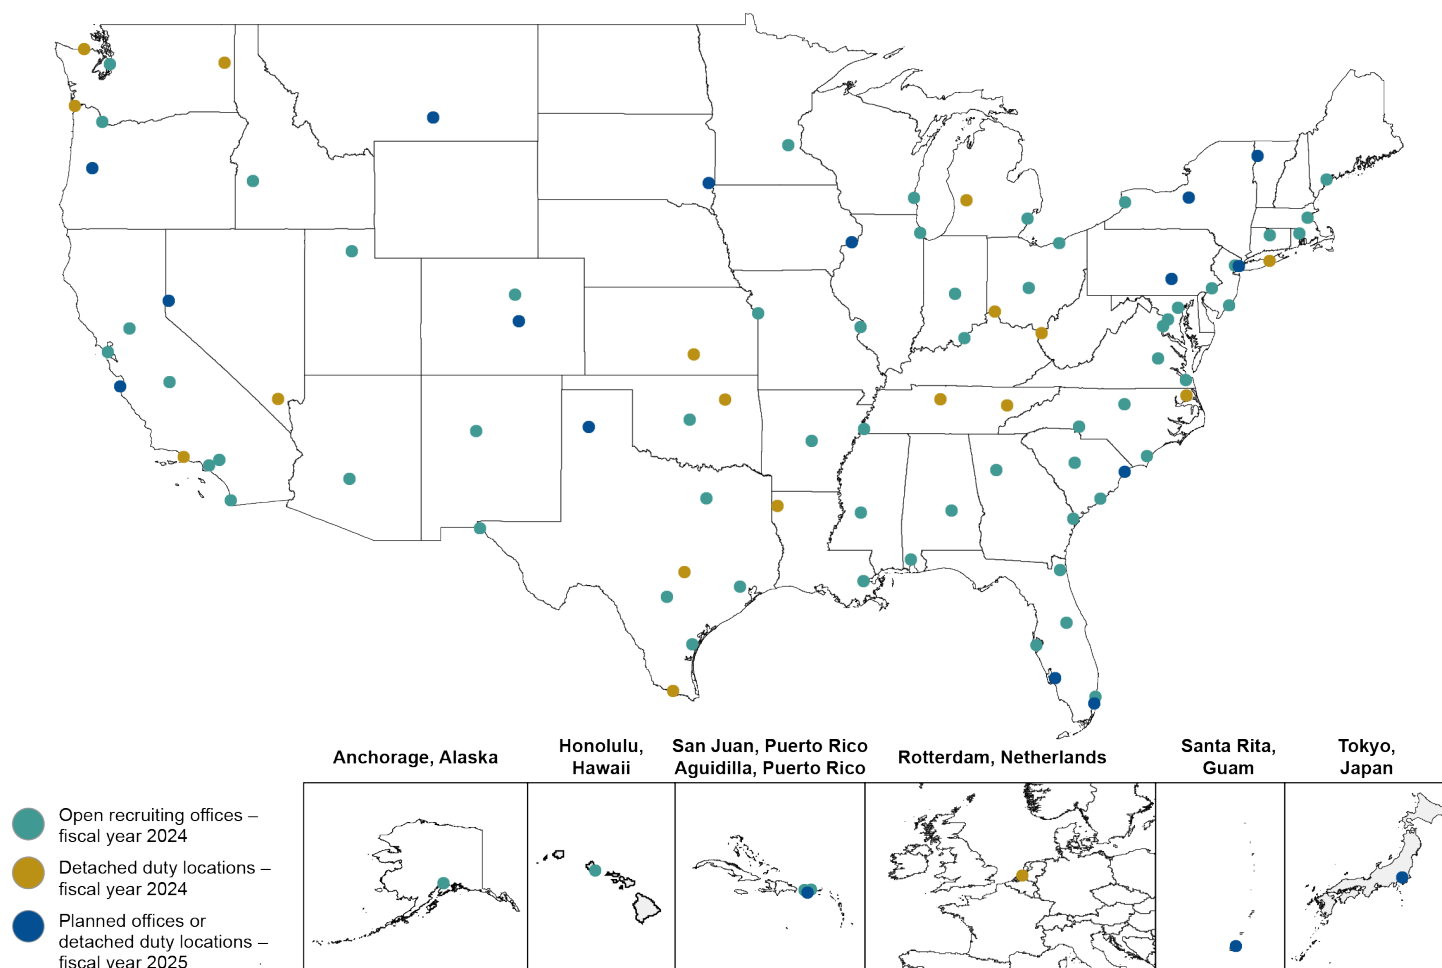 Anchorage, Alaska
Honolulu,
Hawaii
San Juan, Puerto Rico
Aguidilla, Puerto Rico
Rotterdam, Netherlands
Santa Rita,
Guam
Tokyo,
Japan
Open recruiting offices –
fiscal year 2024
Detached duty locations –
fiscal year 2024
Planned offices or
detached duty locations –
fiscal year 2025